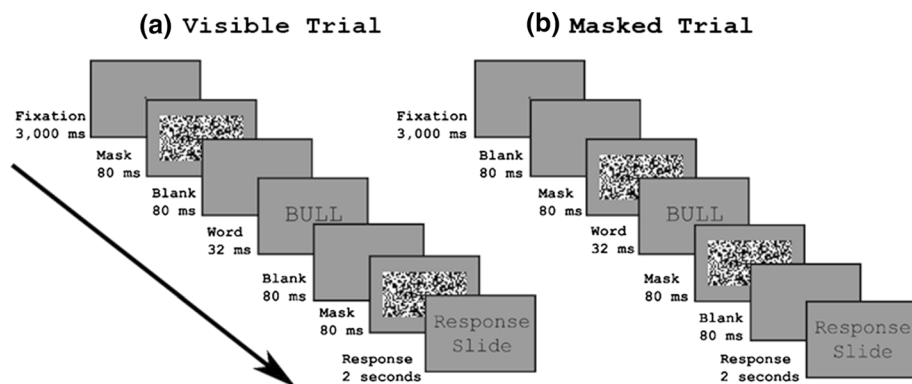 (a) Visible Trial
Fixation
3,000 ms
Mask
80 ms
Blank
80 ms
BULL
Word
32 ms
Blank
80 ms
Mask
80 ms
Response
Slide
Response
2 seconds
(b) Masked Trial
Fixation
3,000 ms
Blank
80 ms
Mask
80 ms
BULL
Word
32 ms
Mask
80 ms
Blank
80 ms
Response
Slide
Response
2 seconds